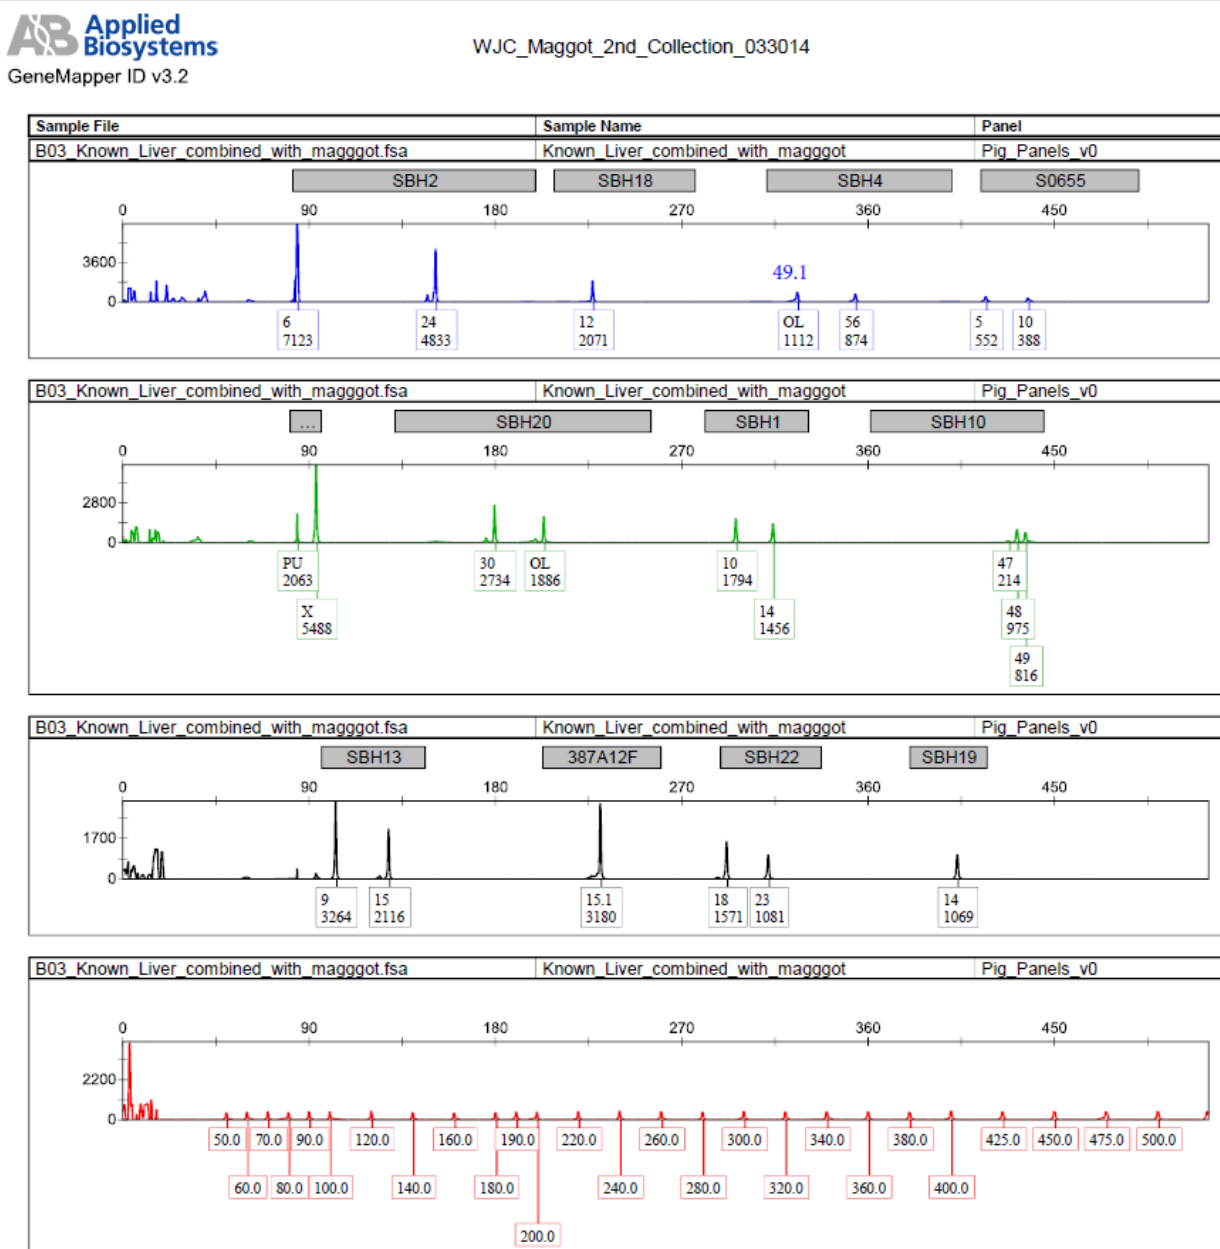 Applied
Biosystems
WJC_Maggot_2nd_Collection_033014
GeneMapper ID v3.2
Sample File Sample Name Panel
B03_Known_Liver_combined_with_magggot.fsa Known_Liver_combined_with_magggot Pig_Panels_v0
SBH2 SBH18 SBH4 S0655
0 90 180 270 360 450
3600
0
49.1
6 24 12 OL 56 5 10
7123 4833 2071 1112 874 552 388
B03_Known_Liver_combined_with_magggot.fsa Known_Liver_combined_with_magggot Pig_Panels_v0
... SBH20 SBH1 SBH10
0 90 180 270 360 450
2800
0
PU 30 OL 10 47
2063 2734 1886 1794 214
X 14 48
5488 1456 975
49
816
B03_Known_Liver_combined_with_magggot.fsa Known_Liver_combined_with_magggot Pig_Panels_v0
SBH13 387A12F SBH22 SBH19
0 90 180 270 360 450
1700
0
9 15 15.1 18 23 14
3264 2116 3180 1571 1081 1069
B03_Known_Liver_combined_with_magggot.fsa Known_Liver_combined_with_magggot Pig_Panels_v0
0 90 180 270 360 450
2200
0
50.0 70.0 90.0 120.0 160.0 190.0 220.0 260.0 300.0 340.0 380.0 425.0 450.0 475.0 500.0
60.0 80.0 100.0 140.0 180.0 240.0 280.0 320.0 360.0 400.0
200.0